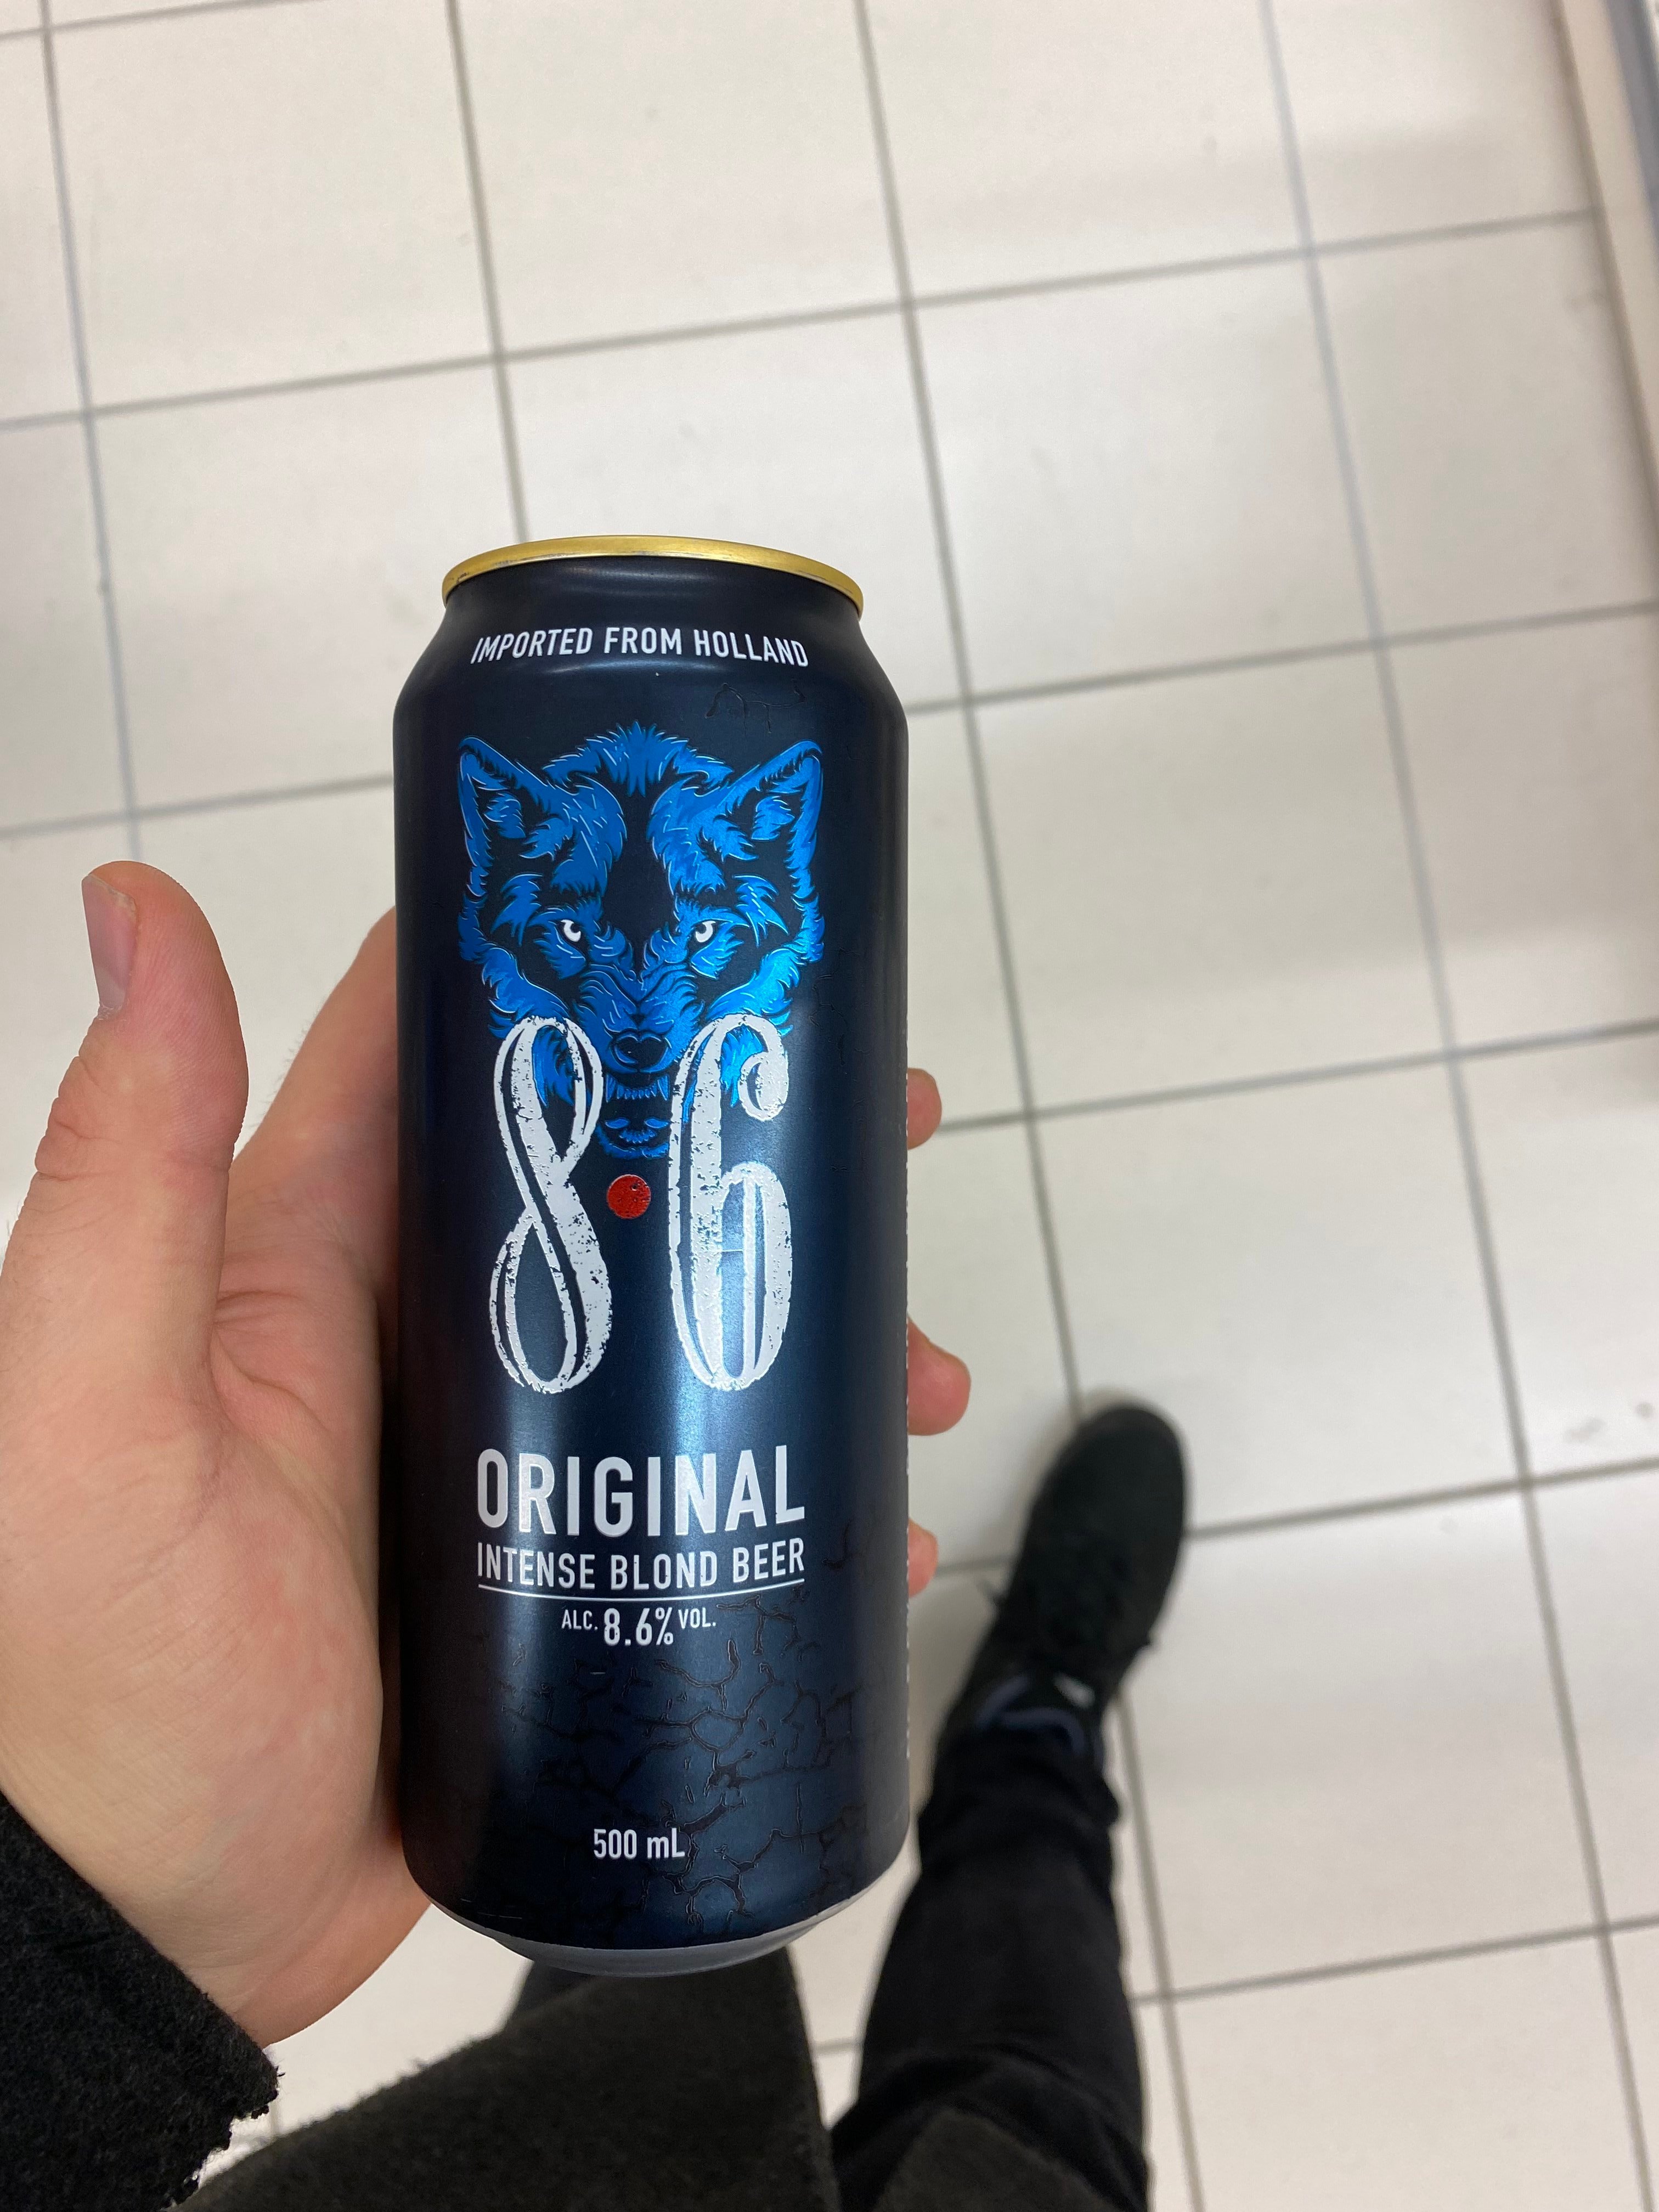 IMPORTED FROM HOLLAND
8.6
ORIGINAL
INTENSE BLOND BEER
ALC. 8.6% VOL.
500 mL